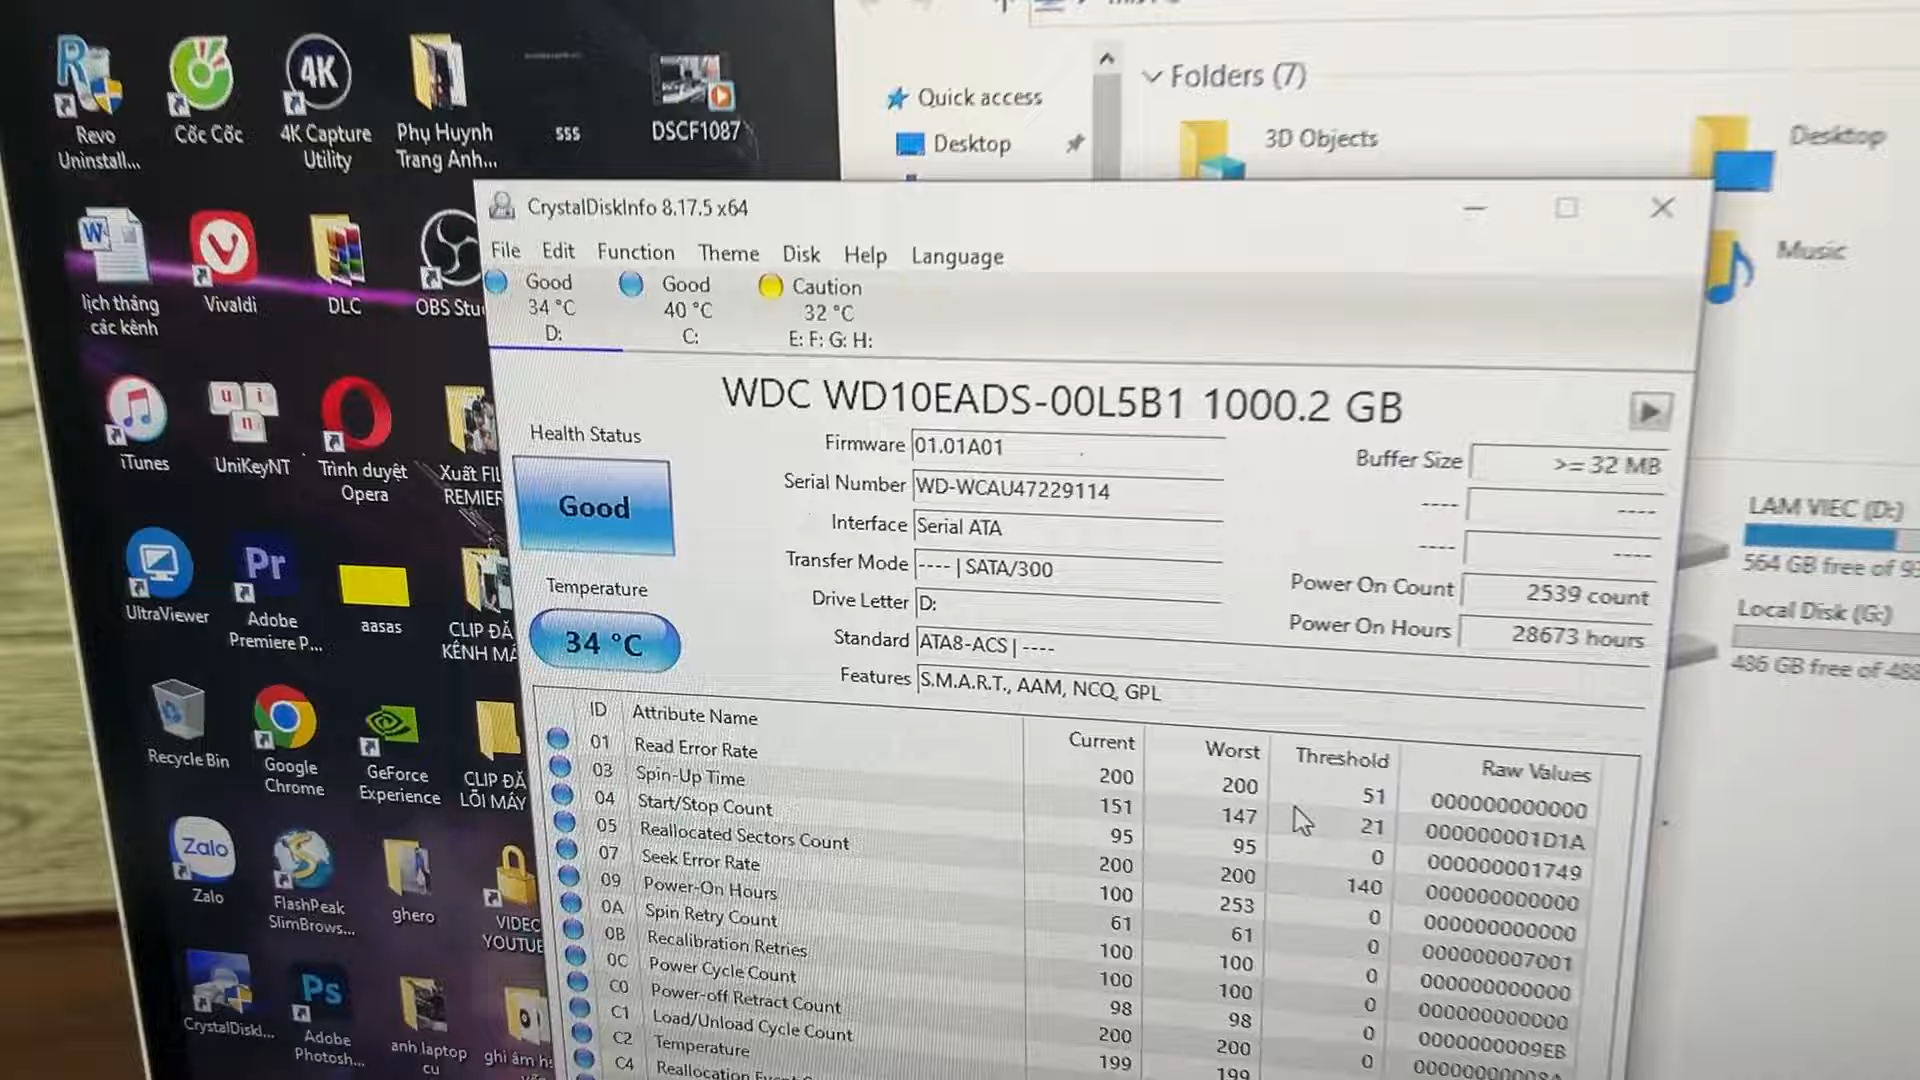 Revo
Uninstall...
Cốc Cốc
4K
4K Capture
Utility
Phụ Huynh
Trang Anh...
sss
DSCF1087
lịch tháng
các kênh
Vivaldi
DLC
OBS Stu
iTunes
UniKeyNT
Trình duyệt
Opera
Xuất FIL
REMIER
UltraViewer
Pr
Adobe
Premiere P...
aasas
CLIP ĐÃ
KÊNH MÁ
Recycle Bin
Google
Chrome
GeForce
Experience
CLIP ĐÃ
LÕI MÁY
Zalo
Zalo
FlashPeak
SlimBrows...
ghero
VIDEO
YOUTUB
CrystalDiskI...
Ps
Adobe
Photosh...
anh laptop
cu
ghi âm h
Quick access
Desktop
Folders (7)
3D Objects
Desktop
Music
LAM VIEC (D:)
564 GB free of 93
Local Disk (G:)
486 GB free of 488
CrystalDiskInfo 8.17.5 x64
File Edit Function Theme Disk Help Language
Good Good Caution
34 °C 40 °C 32 °C
D: C: E: F: G: H:
WDC WD10EADS-00L5B1 1000.2 GB
Health Status
Good
Temperature
34 °C
Firmware 01.01A01
Serial Number WD-WCAU47229114
Interface Serial ATA
Transfer Mode ---- | SATA/300
Drive Letter D:
Standard ATA8-ACS | ----
Features S.M.A.R.T., AAM, NCQ, GPL
Buffer Size >= 32 MB
---- ----
---- ----
Power On Count 2539 count
Power On Hours 28673 hours
ID Attribute Name Current Worst Threshold Raw Values
01 Read Error Rate 200 200 51 000000000000
03 Spin-Up Time 151 147 21 000000001D1A
04 Start/Stop Count 95 95 0 000000001749
05 Reallocated Sectors Count 200 200 140 000000000000
07 Seek Error Rate 100 253 0 000000000000
09 Power-On Hours 61 61 0 000000007001
0A Spin Retry Count 100 100 0 000000000000
0B Recalibration Retries 100 100 0 000000000000
0C Power Cycle Count 98 98 0 0000000009EB
C0 Power-off Retract Count 200 200 0
C1 Load/Unload Cycle Count 199 199
C2 Temperature
C4 Reallocation